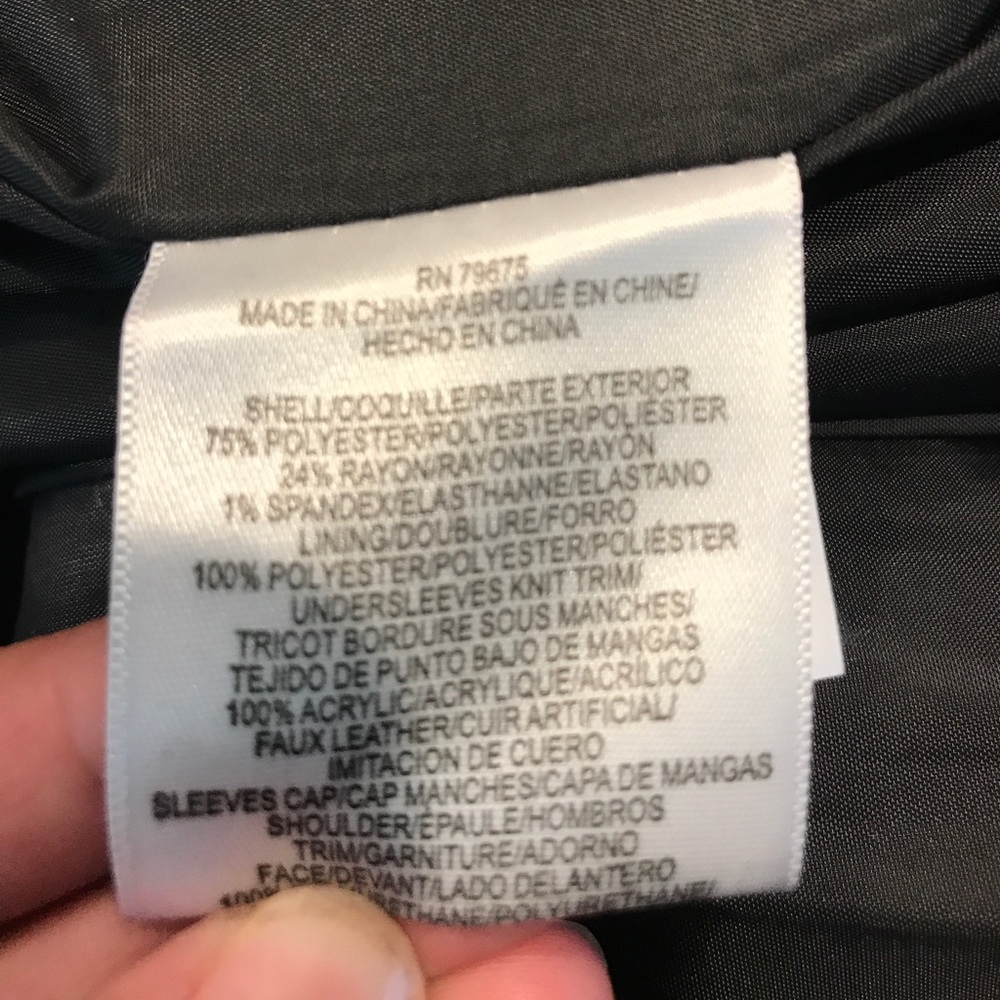 RN 79675
MADE IN CHINA/FABRIQUÉ EN CHINE/
HECHO EN CHINA
SHELL/COQUILLE/PARTE EXTERIOR
75% POLYESTER/POLYESTER/POLIÉSTER
24% RAYON/RAYONNE/RAYÓN
1% SPANDEX/ELASTHANNE/ELASTANO
LINING/DOUBLURE/FORRO
100% POLYESTER/POLYESTER/POLIÉSTER
UNDERSLEEVES KNIT TRIM/
TRICOT BORDURE SOUS MANCHES/
TEJIDO DE PUNTO BAJO DE MANGAS
100% ACRYLIC/ACRYLIQUE/ACRÍLICO
FAUX LEATHER/CUIR ARTIFICIAL/
IMITACION DE CUERO
SLEEVES CAP/CAP MANCHES/CAPA DE MANGAS
SHOULDER/ÉPAULE/HOMBROS
TRIM/GARNITURE/ADORNO
FACE/DEVANT/LADO DELANTERO